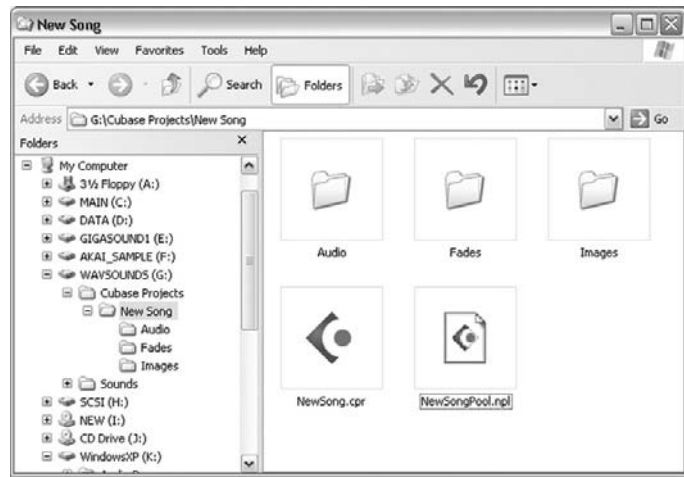 New Song
File Edit View Favorites Tools Help
Back Search Folders
Address G:\Cubase Projects\New Song Go
Folders
My Computer
3½ Floppy (A:)
MAIN (C:)
DATA (D:)
GIGASOUND1 (E:)
AKAI_SAMPLE (F:)
WAVSOUNDS (G:)
Cubase Projects
New Song
Audio
Fades
Images
Sounds
SCSI (H:)
NEW (I:)
CD Drive (J:)
WindowsXP (K:)
Audio Fades Images
NewSong.cpr NewSongPool.npl